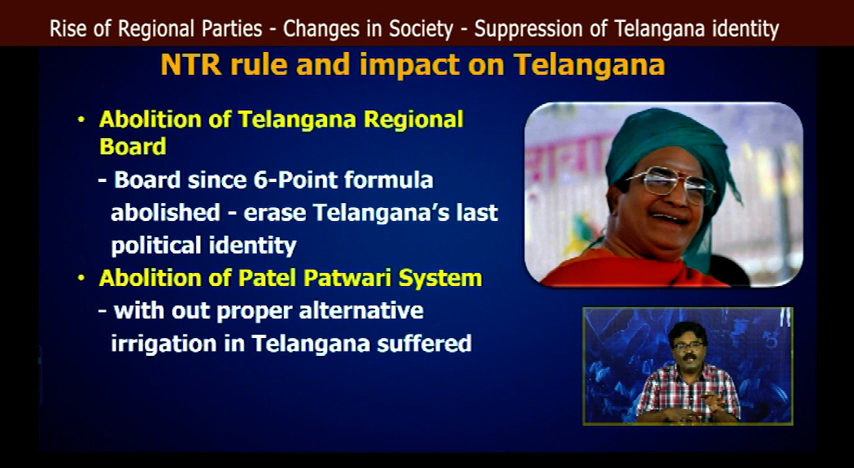 Rise of Regional Parties - Changes in Society - Suppression of Telangana identity
NTR rule and impact on Telangana
• Abolition of Telangana Regional
Board
- Board since 6-Point formula
abolished - erase Telangana's last
political identity
• Abolition of Patel Patwari System
- with out proper alternative
irrigation in Telangana suffered